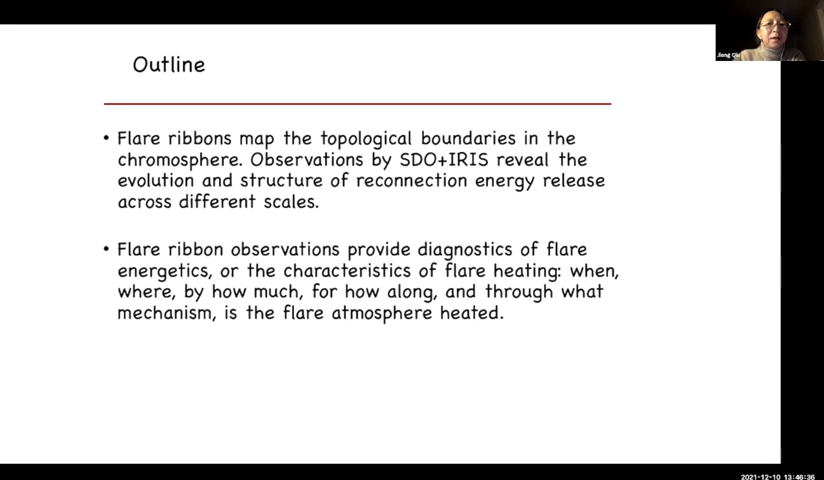 Outline
• Flare ribbons map the topological boundaries in the
chromosphere. Observations by SDO+IRIS reveal the
evolution and structure of reconnection energy release
across different scales.
• Flare ribbon observations provide diagnostics of flare
energetics, or the characteristics of flare heating: when,
where, by how much, for how along, and through what
mechanism, is the flare atmosphere heated.
Jiong Qiu
2021-12-10 13:46:36